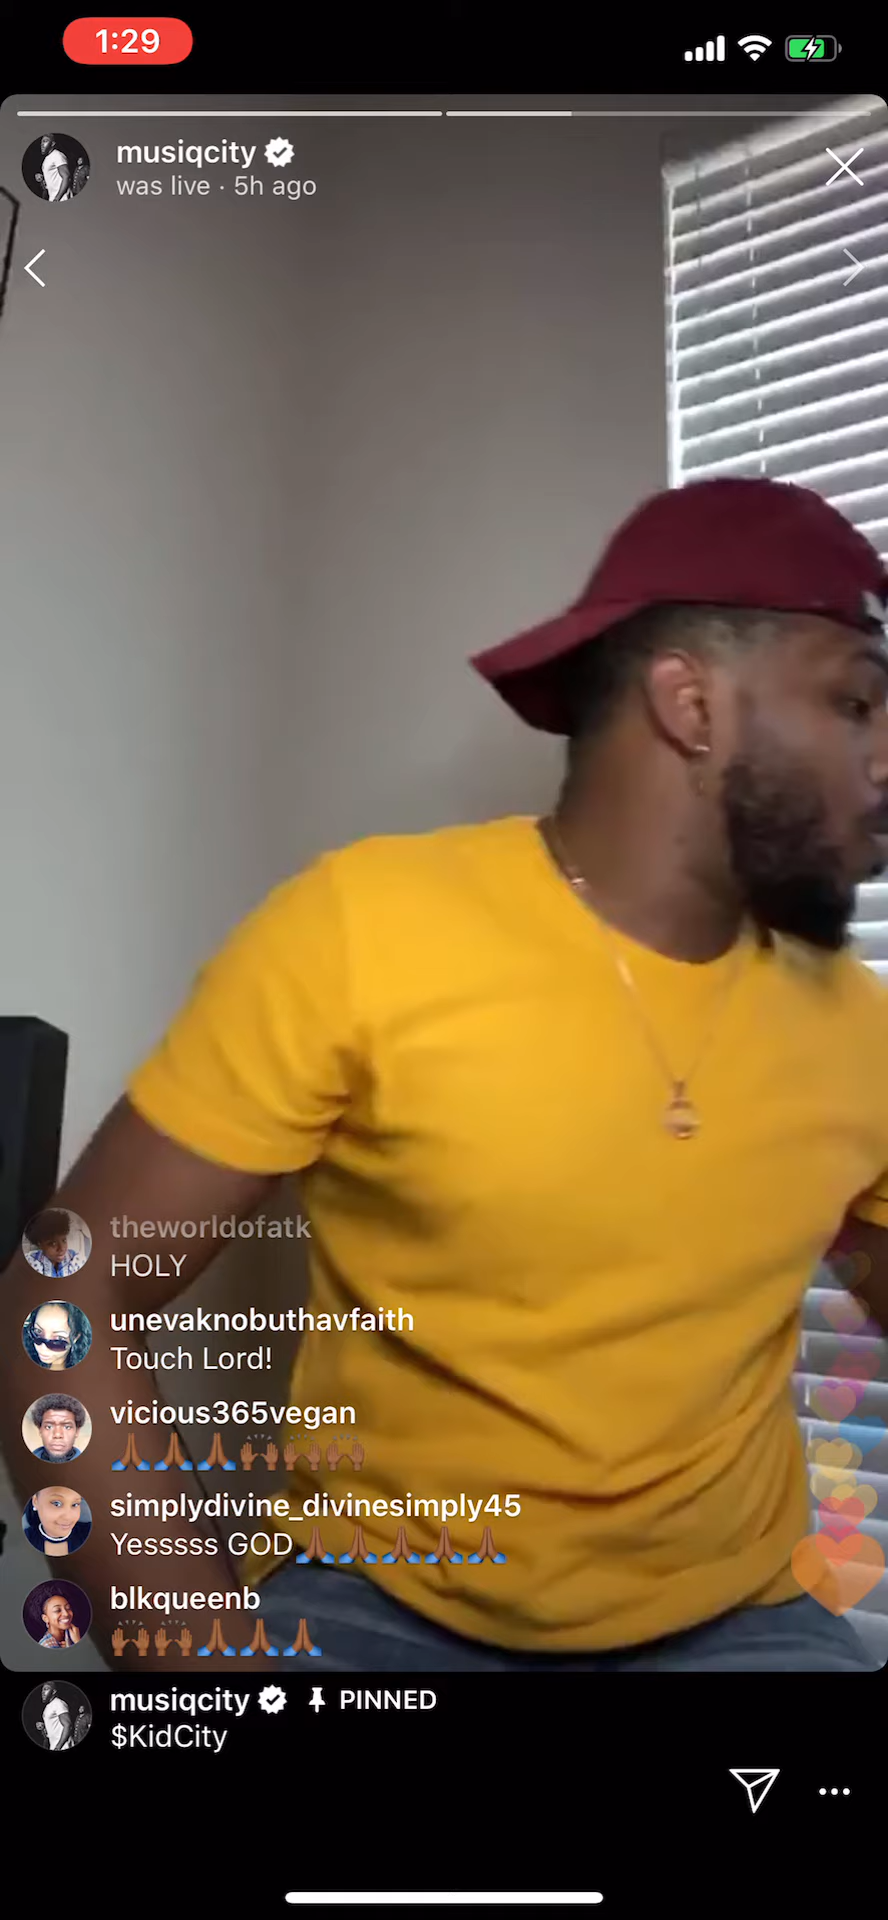 1:29
musiqcity
was live · 5h ago
theworldofatk
HOLY
unevaknobuthavfaith
Touch Lord!
vicious365vegan
🙏🏾🙏🏾🙏🏾🙌🏾🙌🏾🙌🏾
simplydivine_divinesimply45
Yesssss GOD🙏🏾🙏🏾🙏🏾🙏🏾🙏🏾
blkqueenb
🙌🏾🙌🏾🙏🏾🙏🏾🙏🏾
musiqcity PINNED
$KidCity